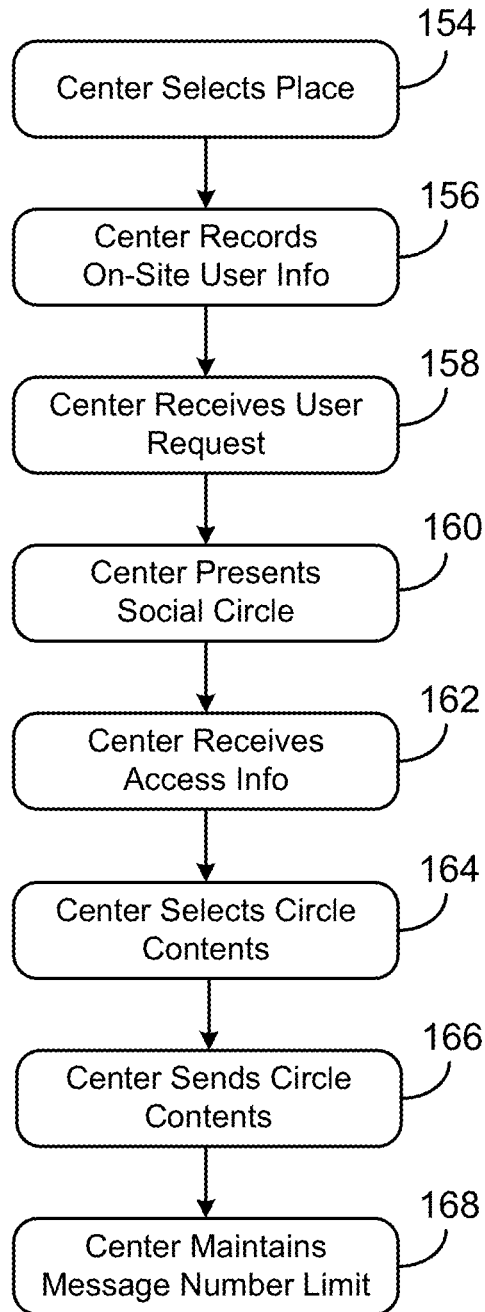 154
Center Selects Place
156
Center Records
On-Site User Info
158
Center Receives User
Request
160
Center Presents
Social Circle
162
Center Receives
Access Info
164
Center Selects Circle
Contents
166
Center Sends Circle
Contents
168
Center Maintains
Message Number Limit